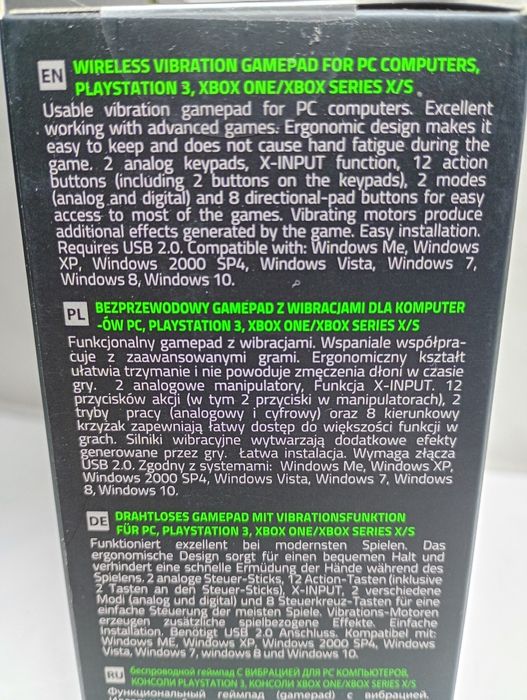 EN
WIRELESS VIBRATION GAMEPAD FOR PC COMPUTERS,
PLAYSTATION 3, XBOX ONE/XBOX SERIES X/S
Usable vibration gamepad for PC computers. Excellent
working with advanced games. Ergonomic design makes it
easy to keep and does not cause hand fatigue during the
game. 2 analog keypads, X-INPUT function, 12 action
buttons (including 2 buttons on the keypads), 2 modes
(analog and digital) and 8 directional-pad buttons for easy
access to most of the games. Vibrating motors produce
additional effects generated by the game. Easy installation.
Requires USB 2.0. Compatible with: Windows Me, Windows
XP, Windows 2000 SP4, Windows Vista, Windows 7,
Windows 8, Windows 10.
PL
BEZPRZEWODOWY GAMEPAD Z WIBRACJAMI DLA KOMPUTER
-ÓW PC, PLAYSTATION 3, XBOX ONE/XBOX SERIES X/S
Funkcjonalny gamepad z wibracjami. Wspaniale współpra-
cuje z zaawansowanymi grami. Ergonomiczny kształt
ułatwia trzymanie i nie powoduje zmęczenia dłoni w czasie
gry. 2 analogowe manipulatory, Funkcja X-INPUT. 12
przycisków akcji (w tym 2 przyciski w manipulatorach), 2
tryby pracy (analogowy i cyfrowy) oraz 8 kierunkowy
krzyżak zapewniają łatwy dostęp do większości funkcji w
grach. Silniki wibracyjne wytwarzają dodatkowe efekty
generowane przez gry. Łatwa instalacja. Wymaga złącza
USB 2.0. Zgodny z systemami: Windows Me, Windows XP,
Windows 2000 SP4, Windows Vista, Windows 7, Windows
8, Windows 10.
DE
DRAHTLOSES GAMEPAD MIT VIBRATIONSFUNKTION
FÜR PC, PLAYSTATION 3, XBOX ONE/XBOX SERIES X/S
Funktioniert exzellent bei modernsten Spielen. Das
ergonomische Design sorgt für einen bequemen Halt und
verhindert eine schnelle Ermüdung der Hände während des
Spielens. 2 analoge Steuer-Sticks, 12 Action-Tasten (inklusive
2 Tasten an den Steuer-Sticks), X-INPUT, 2 verschiedene
Modi (analog und digital) und 8 Steuerkreuz-Tasten für eine
einfache Steuerung der meisten Spiele. Vibrations-Motoren
erzeugen zusätzliche spielbezogene Effekte. Einfache
Installation. Benötigt USB 2.0 Anschluss. Kompatibel mit:
Windows ME, Windows XP, Windows 2000 SP4, Windows
Vista, Windows 7, windows 8 und Windows 10.
RU
беспроводной геймпад С ВИБРАЦИЕЙ ДЛЯ PC КОМПЬЮТЕРОВ,
КОНСОЛИ PLAYSTATION 3, КОНСОЛИ XBOX ONE/XBOX SERIES X/S
Функциональный геймпад (gamepad) с вибрацией.